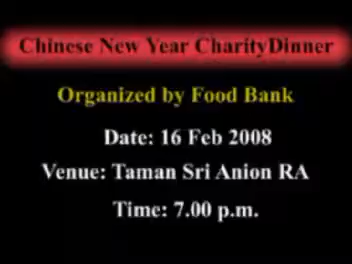 Chinese New Year CharityDinner
Organized by Food Bank
Date: 16 Feb 2008
Venue: Taman Sri Anion RA
Time: 7.00 p.m.